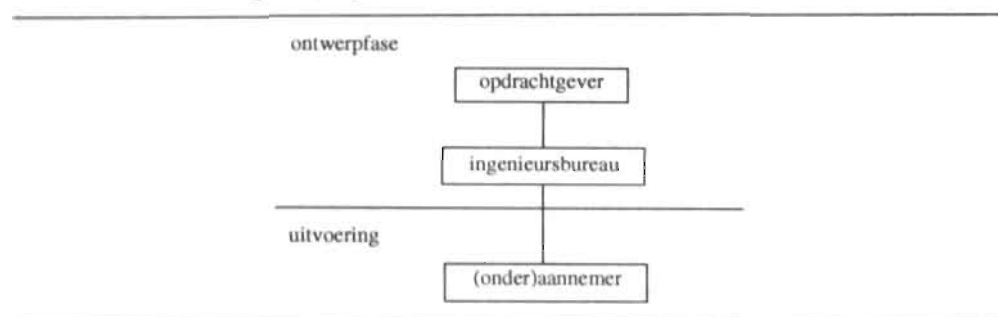 ontwerpfase
opdrachtgever
ingenieursbureau
uitvoering
(onder)aannemer